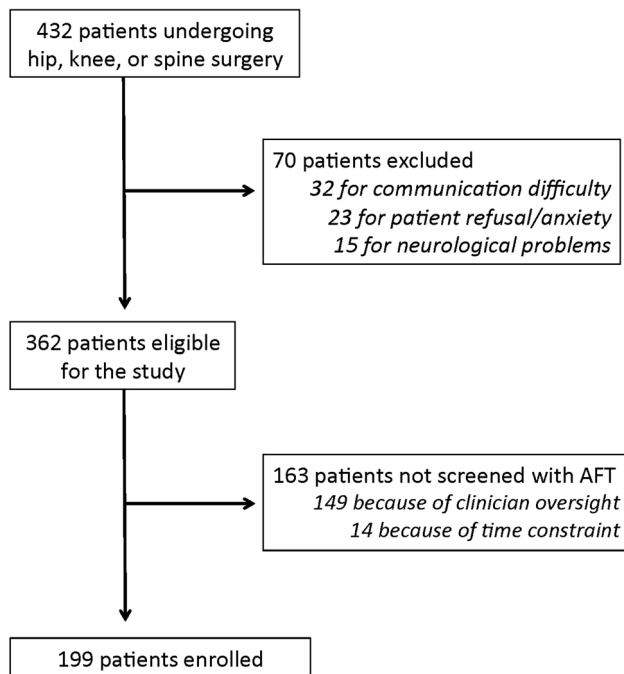 432 patients undergoing
hip, knee, or spine surgery
70 patients excluded
32 for communication difficulty
23 for patient refusal/anxiety
15 for neurological problems
362 patients eligible
for the study
163 patients not screened with AFT
149 because of clinician oversight
14 because of time constraint
199 patients enrolled